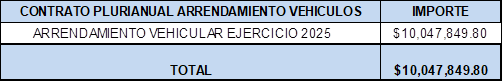 CONTRATO PLURIANUAL ARRENDAMIENTO VEHICULOS IMPORTE
ARRENDAMIENTO VEHICULAR EJERCICIO 2025 $10,047,849.80
TOTAL $10,047,849.80